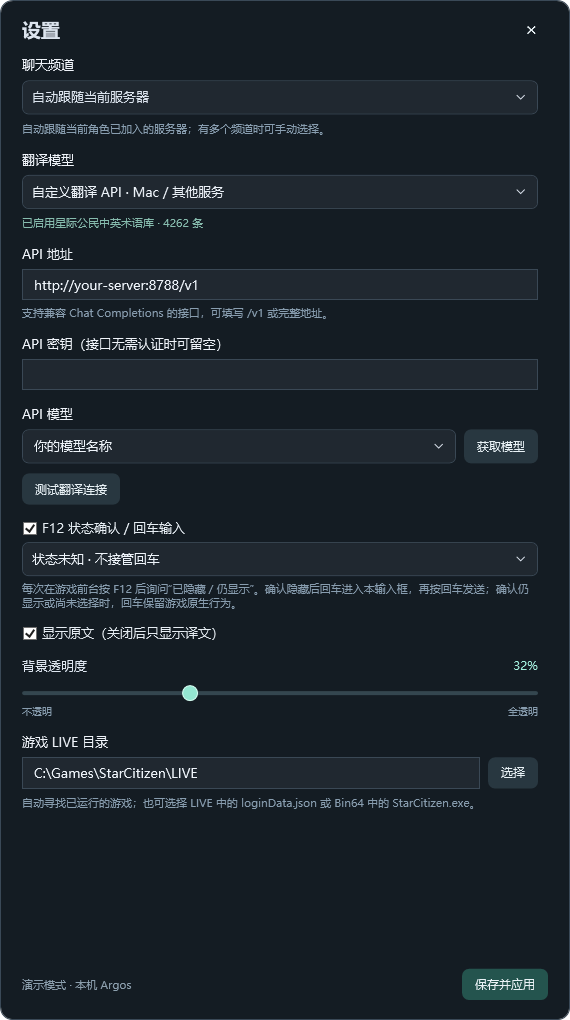 设置
聊天频道
自动跟随当前服务器
自动跟随当前角色已加入的服务器；有多个频道时可手动选择。
翻译模型
自定义翻译 API · Mac / 其他服务
已启用星际公民中英术语库 · 4262 条
API 地址
http://your-server:8788/v1
支持兼容 Chat Completions 的接口，可填写 /v1 或完整地址。
API 密钥（接口无需认证时可留空）
API 模型
你的模型名称
获取模型
测试翻译连接
F12 状态确认 / 回车输入
状态未知 · 不接管回车
每次在游戏前台按 F12 后询问“已隐藏 / 仍显示”。确认隐藏后回车进入本输入框，再按回车发送；确认仍
显示或尚未选择时，回车保留游戏原生行为。
显示原文（关闭后只显示译文）
背景透明度
32%
不透明
全透明
游戏 LIVE 目录
C:\Games\StarCitizen\LIVE
选择
自动寻找已运行的游戏；也可选择 LIVE 中的 loginData.json 或 Bin64 中的 StarCitizen.exe。
演示模式 · 本机 Argos
保存并应用